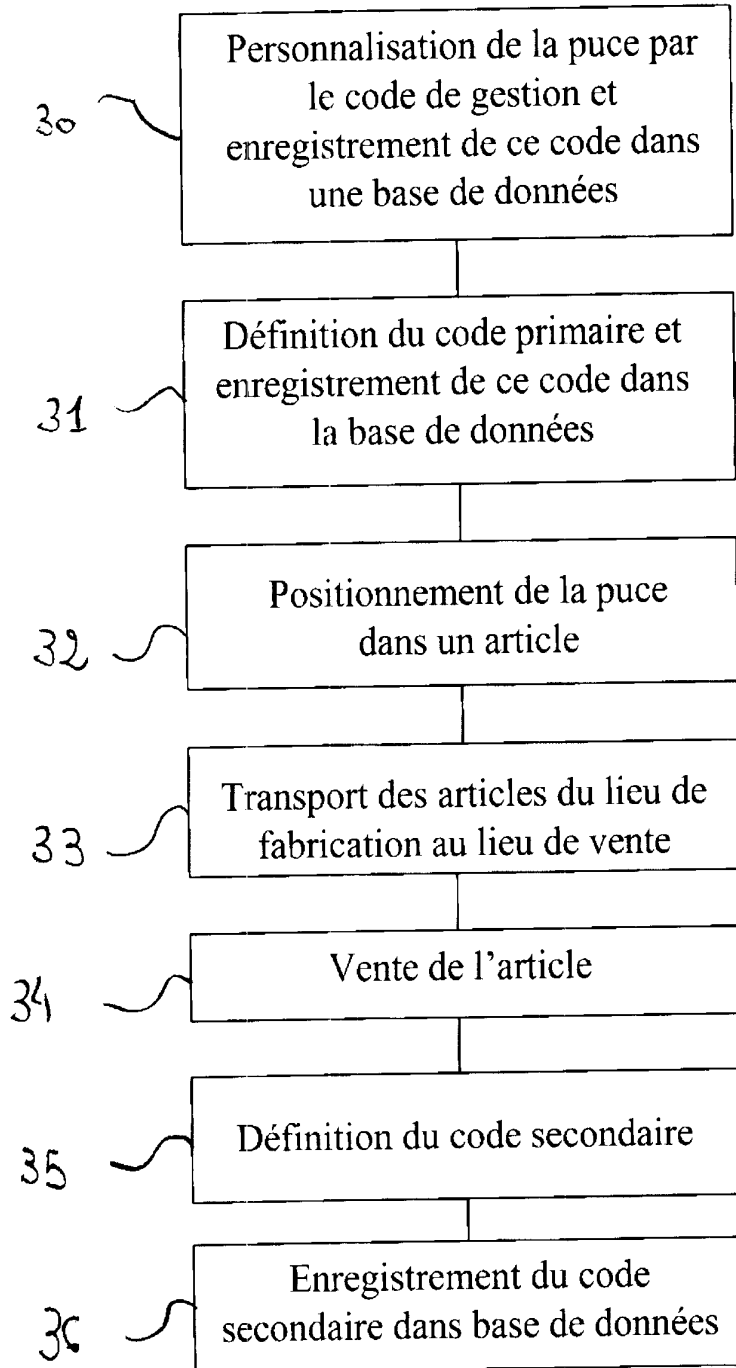 Personnalisation de la puce par
le code de gestion et
30
enregistrement de ce code dans
une base de données
Définition du code primaire et
enregistrement de ce code dans
31
la base de données
Positionnement de la puce
32
dans un article
Transport des articles du lieu de
33
fabrication au lieu de vente
Vente de l'article
34
Définition du code secondaire
35
Enregistrement du code
36
secondaire dans base de données